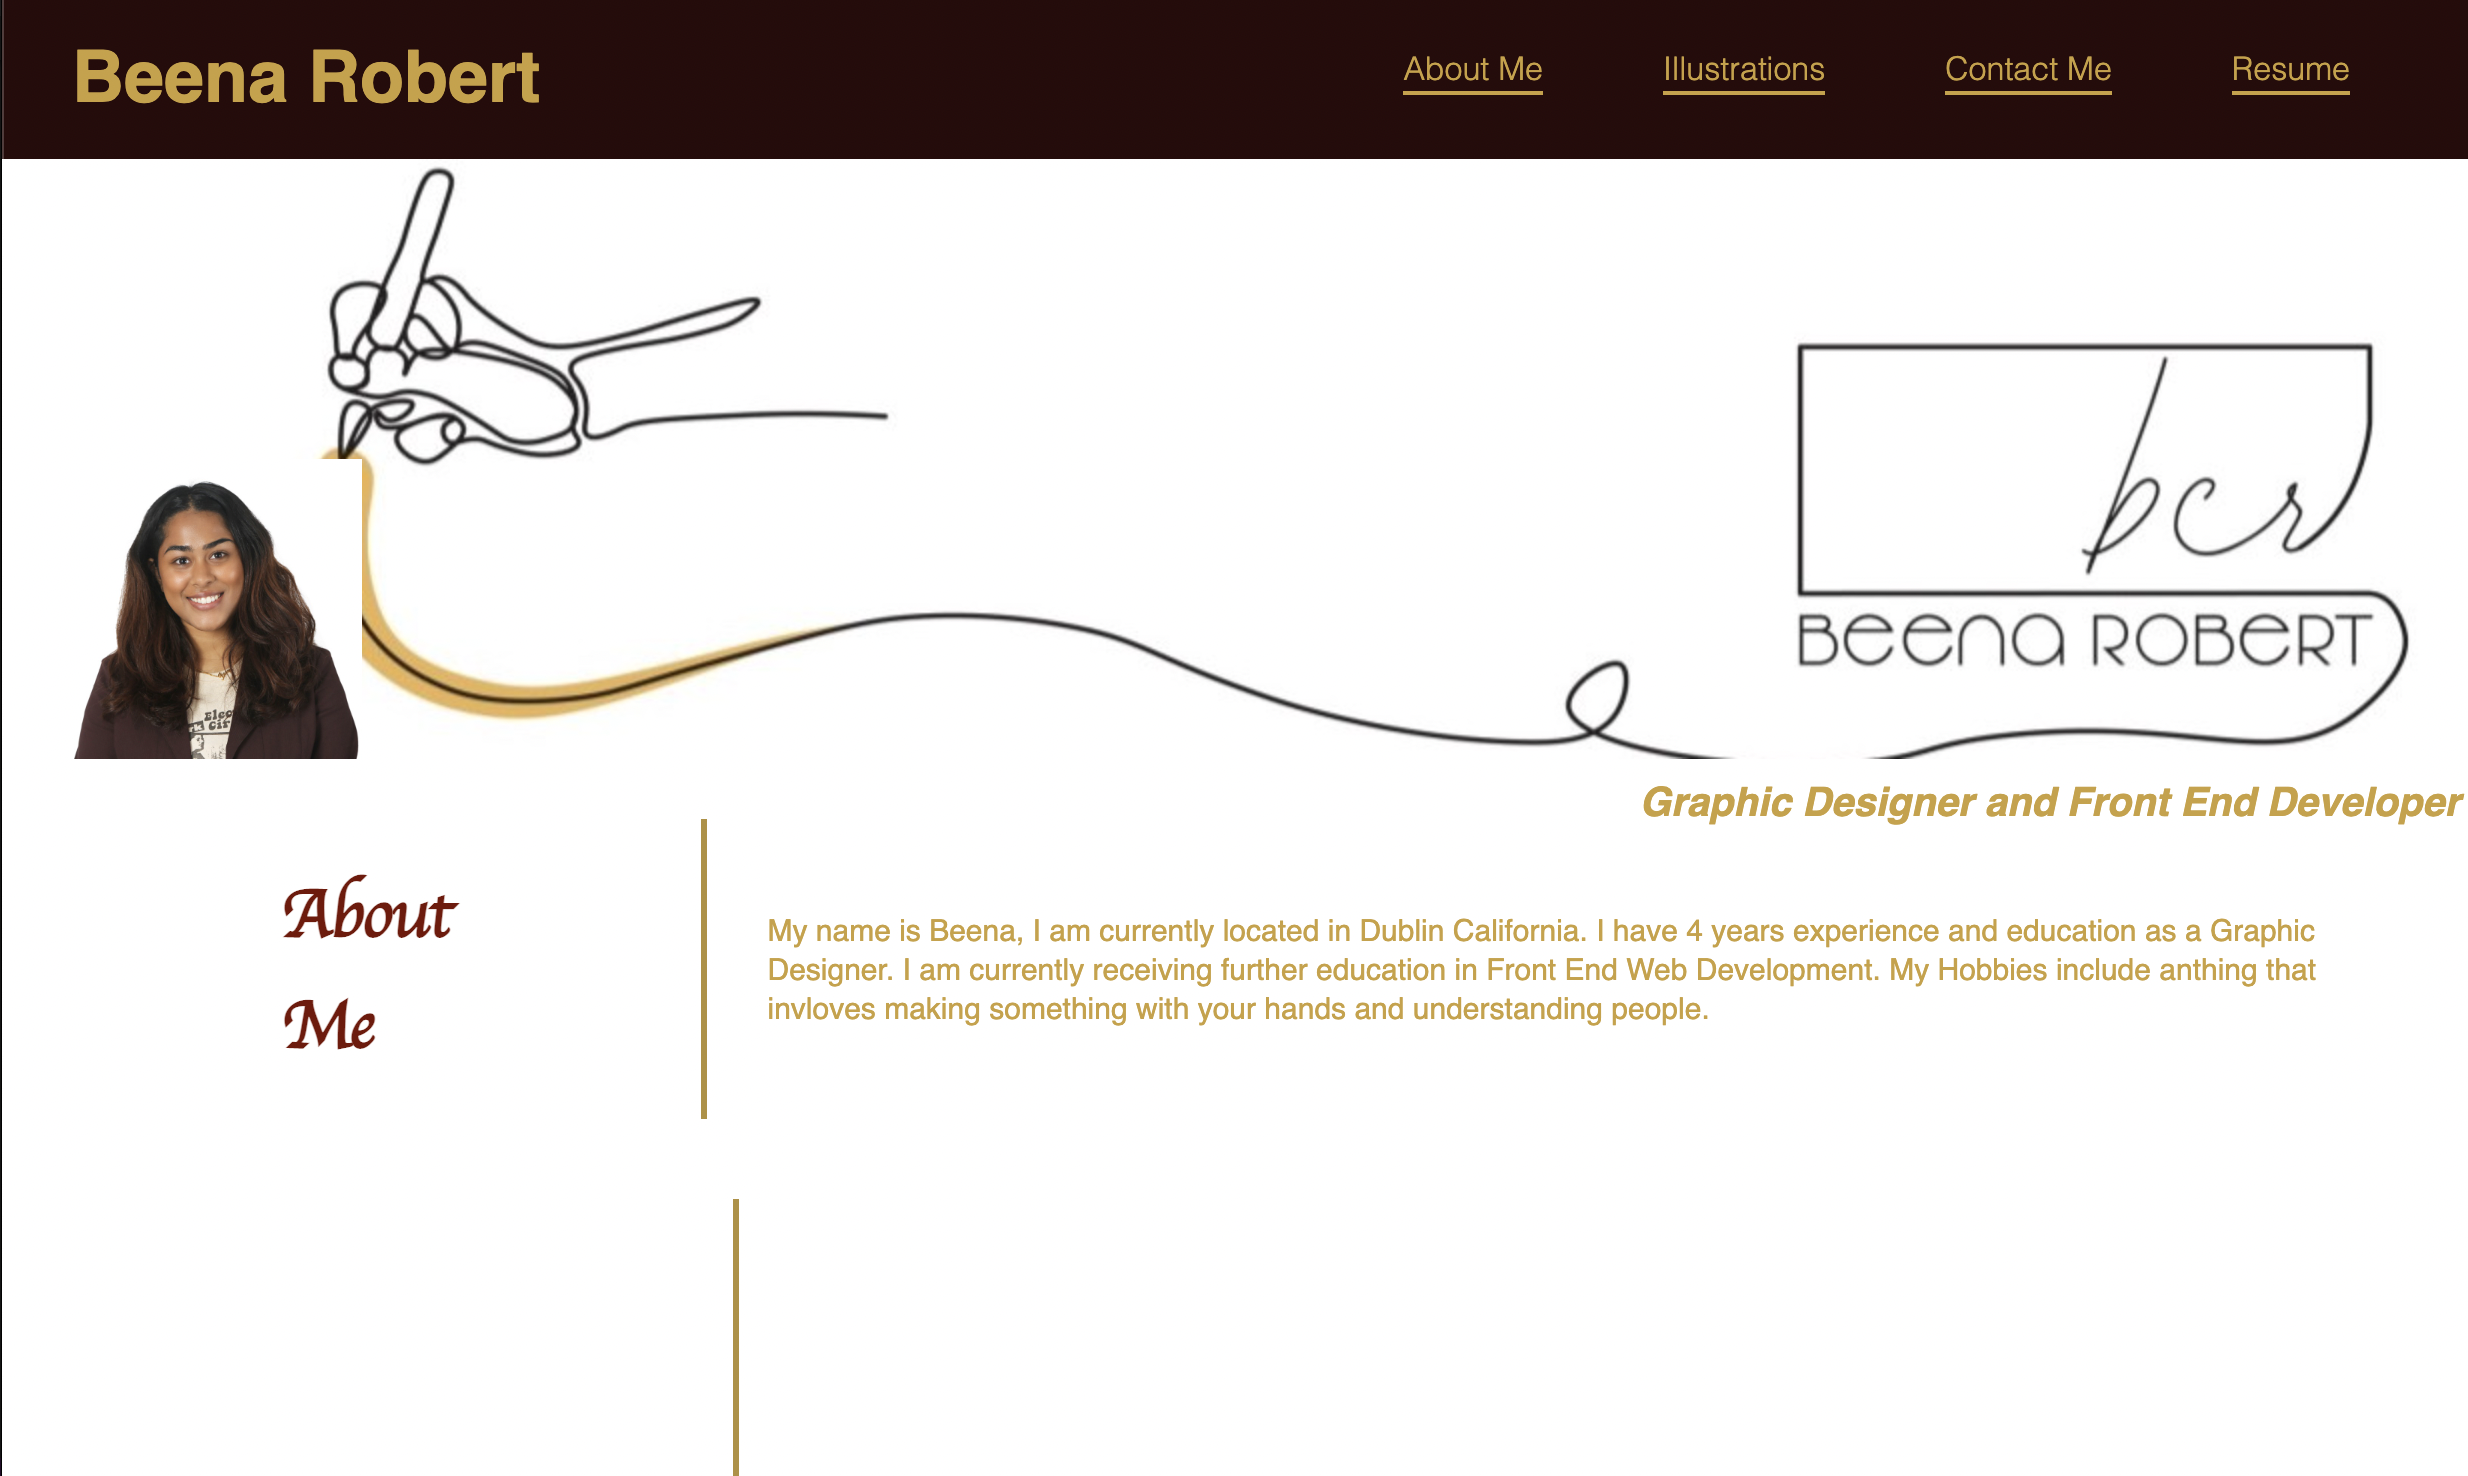 Beena Robert
About Me Illustrations Contact Me Resume
bcr
BEENA ROBERT
Graphic Designer and Front End Developer
About
Me
My name is Beena, I am currently located in Dublin California. I have 4 years experience and education as a Graphic
Designer. I am currently receiving further education in Front End Web Development. My Hobbies include anthing that
invloves making something with your hands and understanding people.